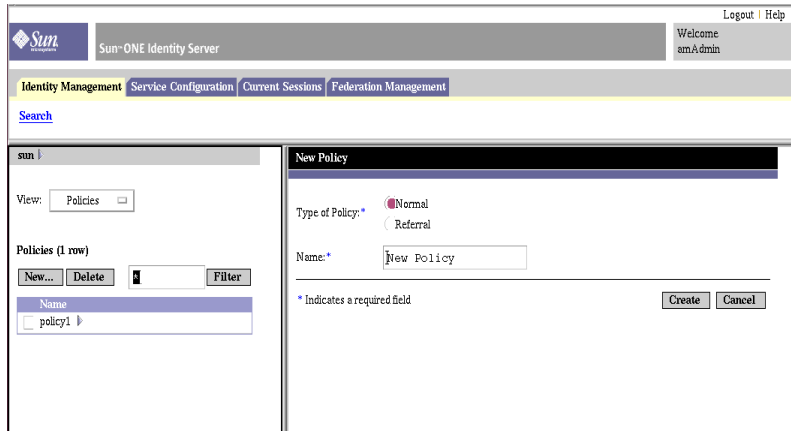 Logout | Help
Sun
microsystems
Sun ONE Identity Server
Welcome
amAdmin
Identity Management Service Configuration Current Sessions Federation Management
Search
sun
View: Policies
Policies (1 row)
New... Delete * Filter
Name
policy1
New Policy
Type of Policy:* Normal
Referral
Name:* New Policy
* Indicates a required field Create Cancel